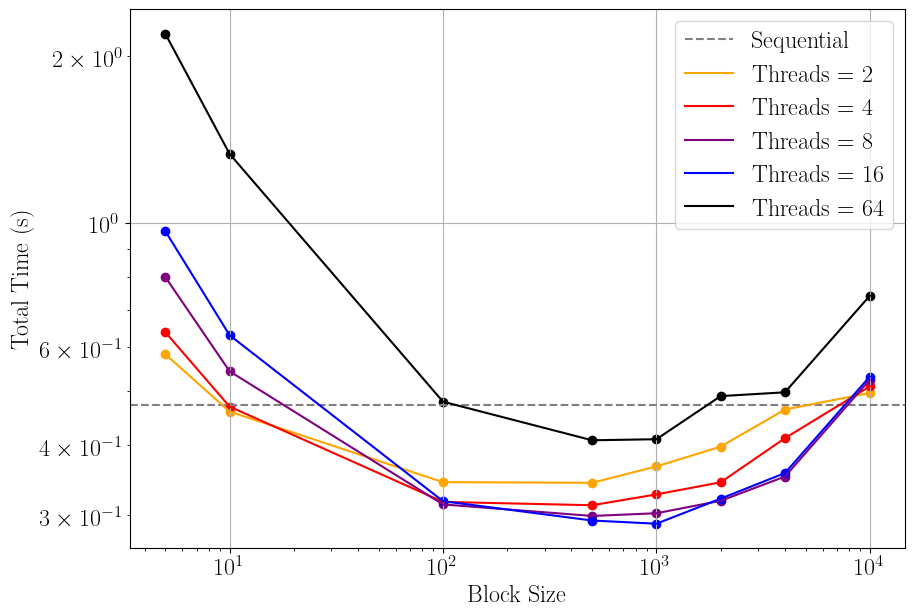 Sequential
Threads = 2
Threads = 4
Threads = 8
Threads = 16
Threads = 64
2 × 10⁰
10⁰
6 × 10⁻¹
4 × 10⁻¹
3 × 10⁻¹
Total Time (s)
10¹ 10² 10³ 10⁴
Block Size